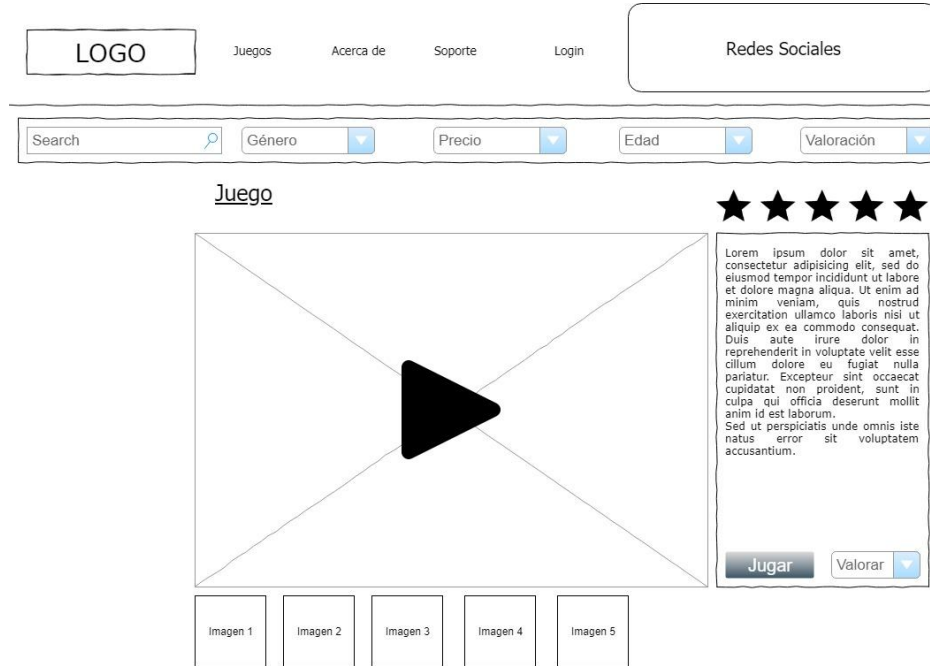 LOGO
Juegos
Acerca de
Soporte
Login
Redes Sociales
Search
Género
Precio
Edad
Valoración
Juego
Lorem ipsum dolor sit amet,
consectetur adipisicing elit, sed do
eiusmod tempor incididunt ut labore
et dolore magna aliqua. Ut enim ad
minim veniam, quis nostrud
exercitation ullamco laboris nisi ut
aliquip ex ea commodo consequat.
Duis aute irure dolor in
reprehenderit in voluptate velit esse
cillum dolore eu fugiat nulla
pariatur. Excepteur sint occaecat
cupidatat non proident, sunt in
culpa qui officia deserunt mollit
anim id est laborum.
Sed ut perspiciatis unde omnis iste
natus error sit voluptatem
accusantium.
Jugar
Valorar
Imagen 1
Imagen 2
Imagen 3
Imagen 4
Imagen 5